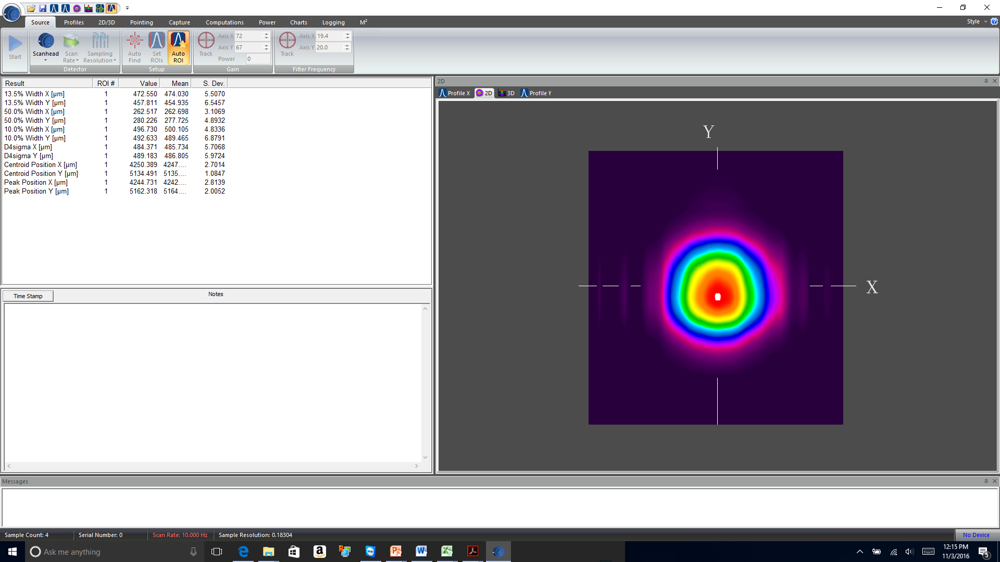 Source Profiles 2D/3D Pointing Capture Computations Power Charts Logging M² Style
Start
Scanhead
Scan Rate
Sampling Resolution
Detector
Auto Find
Set ROIs
Auto ROI
Setup
Track
Axis X 72
Axis Y 67
Power 0
Gain
Track
Axis X 19.4
Axis Y 20.0
Filter Frequency
Result ROI # Value Mean S. Dev.
13.5% Width X [µm] 1 472.550 474.030 5.5070
13.5% Width Y [µm] 1 457.811 454.935 6.5457
50.0% Width X [µm] 1 262.517 262.698 3.1069
50.0% Width Y [µm] 1 280.226 277.725 4.8932
10.0% Width X [µm] 1 496.730 500.105 4.8336
10.0% Width Y [µm] 1 492.633 489.465 6.8791
D4sigma X [µm] 1 484.371 485.734 5.7068
D4sigma Y [µm] 1 489.183 486.805 5.9724
Centroid Position X [µm] 1 4250.389 4247.... 2.7014
Centroid Position Y [µm] 1 5134.491 5135.... 1.0847
Peak Position X [µm] 1 4244.731 4242.... 2.8139
Peak Position Y [µm] 1 5162.318 5164.... 2.0052
Time Stamp Notes
2D
Profile X 2D 3D Profile Y
Y
X
Messages
Sample Count: 4 Serial Number: 0 Scan Rate: 10.000 Hz Sample Resolution: 0.18304 No Device
Ask me anything
12:15 PM
11/3/2016
5